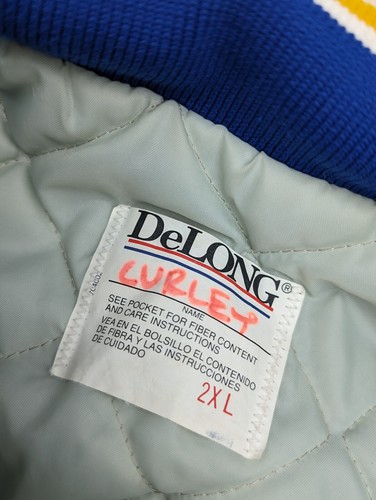 DeLONG®
CURLEY
NAME
SEE POCKET FOR FIBER CONTENT
AND CARE INSTRUCTIONS
VEA EN EL BOLSILLO EL CONTENIDO
DE FIBRA Y LAS INSTRUCCIONES
DE CUIDADO
2XL